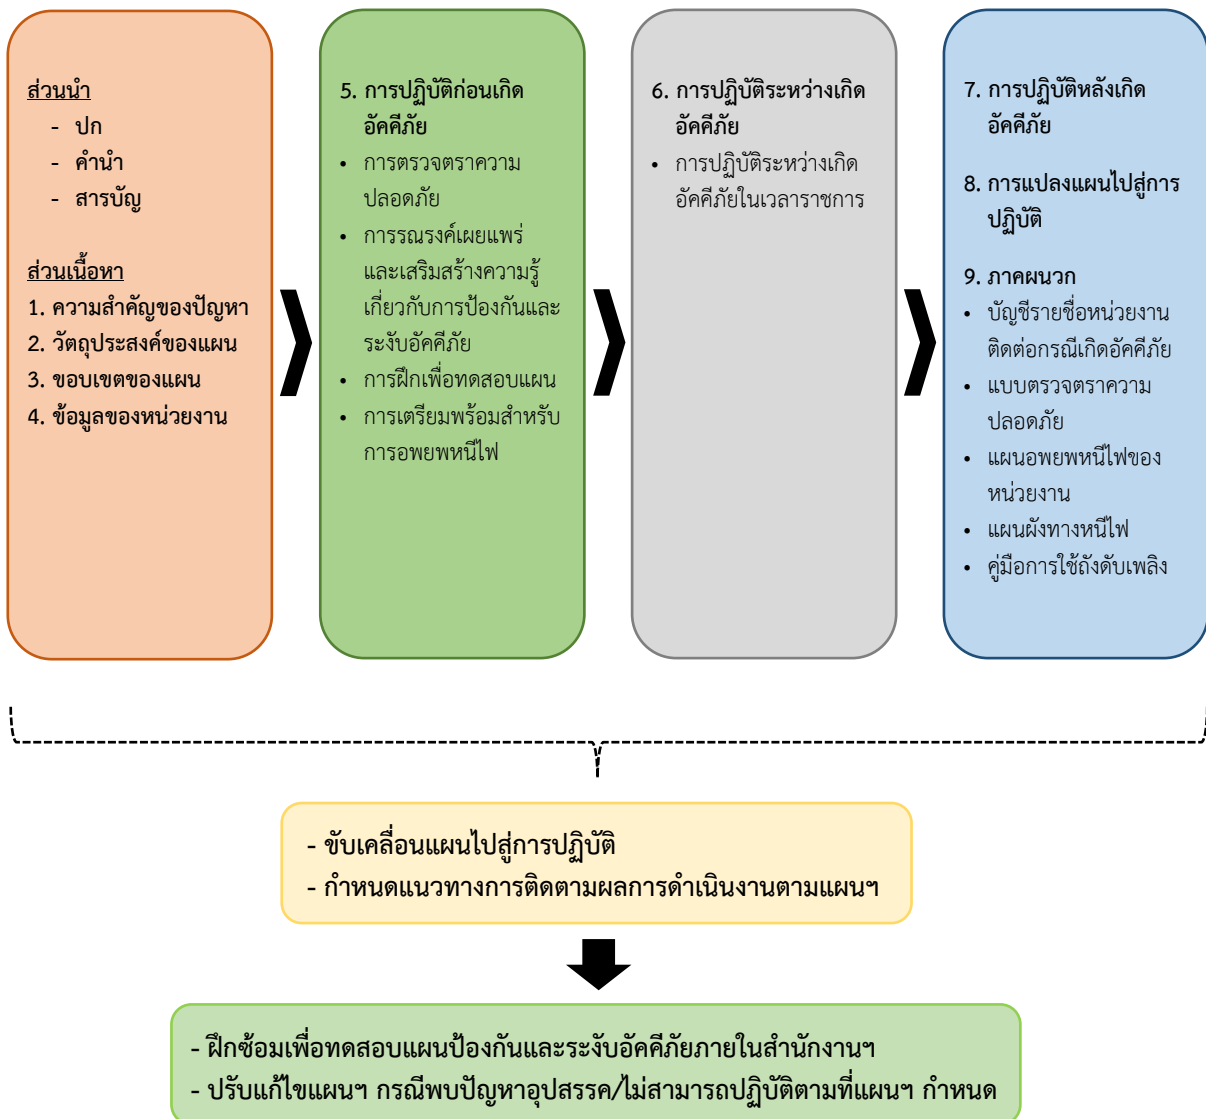 ส่วนนำ
- ปก
- คำนำ
- สารบัญ
ส่วนเนื้อหา
1. ความสำคัญของปัญหา
2. วัตถุประสงค์ของแผน
3. ขอบเขตของแผน
4. ข้อมูลของหน่วยงาน
5. การปฏิบัติก่อนเกิด
อัคคีภัย
• การตรวจตราความ
ปลอดภัย
• การรณรงค์เผยแพร่
และเสริมสร้างความรู้
เกี่ยวกับการป้องกันและ
ระงับอัคคีภัย
• การฝึกเพื่อทดสอบแผน
• การเตรียมพร้อมสำหรับ
การอพยพหนีไฟ
6. การปฏิบัติระหว่างเกิด
อัคคีภัย
• การปฏิบัติระหว่างเกิด
อัคคีภัยในเวลาราชการ
7. การปฏิบัติหลังเกิด
อัคคีภัย
8. การแปลงแผนไปสู่การ
ปฏิบัติ
9. ภาคผนวก
• บัญชีรายชื่อหน่วยงาน
ติดต่อกรณีเกิดอัคคีภัย
• แบบตรวจตราความ
ปลอดภัย
• แผนอพยพหนีไฟของ
หน่วยงาน
• แผนผังทางหนีไฟ
• คู่มือการใช้ถังดับเพลิง
- ขับเคลื่อนแผนไปสู่การปฏิบัติ
- กำหนดแนวทางการติดตามผลการดำเนินงานตามแผนฯ
- ฝึกซ้อมเพื่อทดสอบแผนป้องกันและระงับอัคคีภัยภายในสำนักงานฯ
- ปรับแก้ไขแผนฯ กรณีพบปัญหาอุปสรรค/ไม่สามารถปฏิบัติตามที่แผนฯ กำหนด